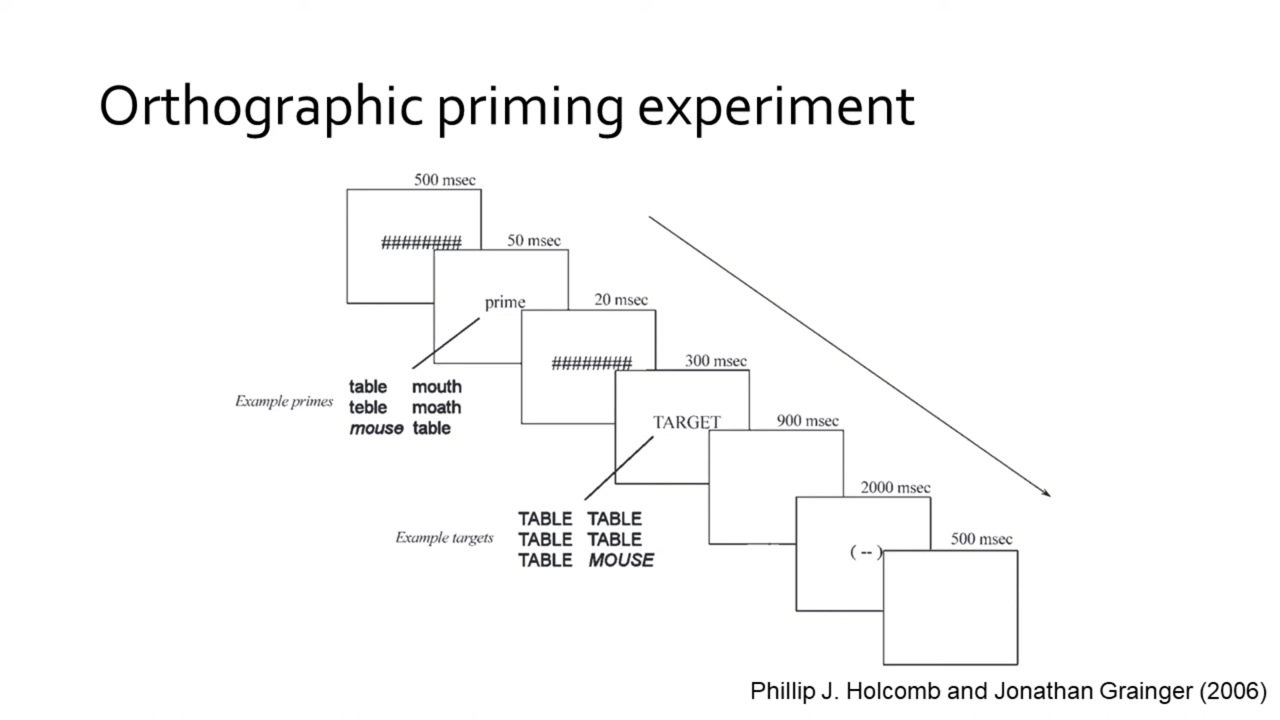 Orthographic priming experiment
500 msec
########
50 msec
prime
20 msec
########
300 msec
TARGET
900 msec
2000 msec
( -- )
500 msec
Example primes
table mouth
teble moath
mouse table
Example targets
TABLE TABLE
TABLE TABLE
TABLE MOUSE
Phillip J. Holcomb and Jonathan Grainger (2006)